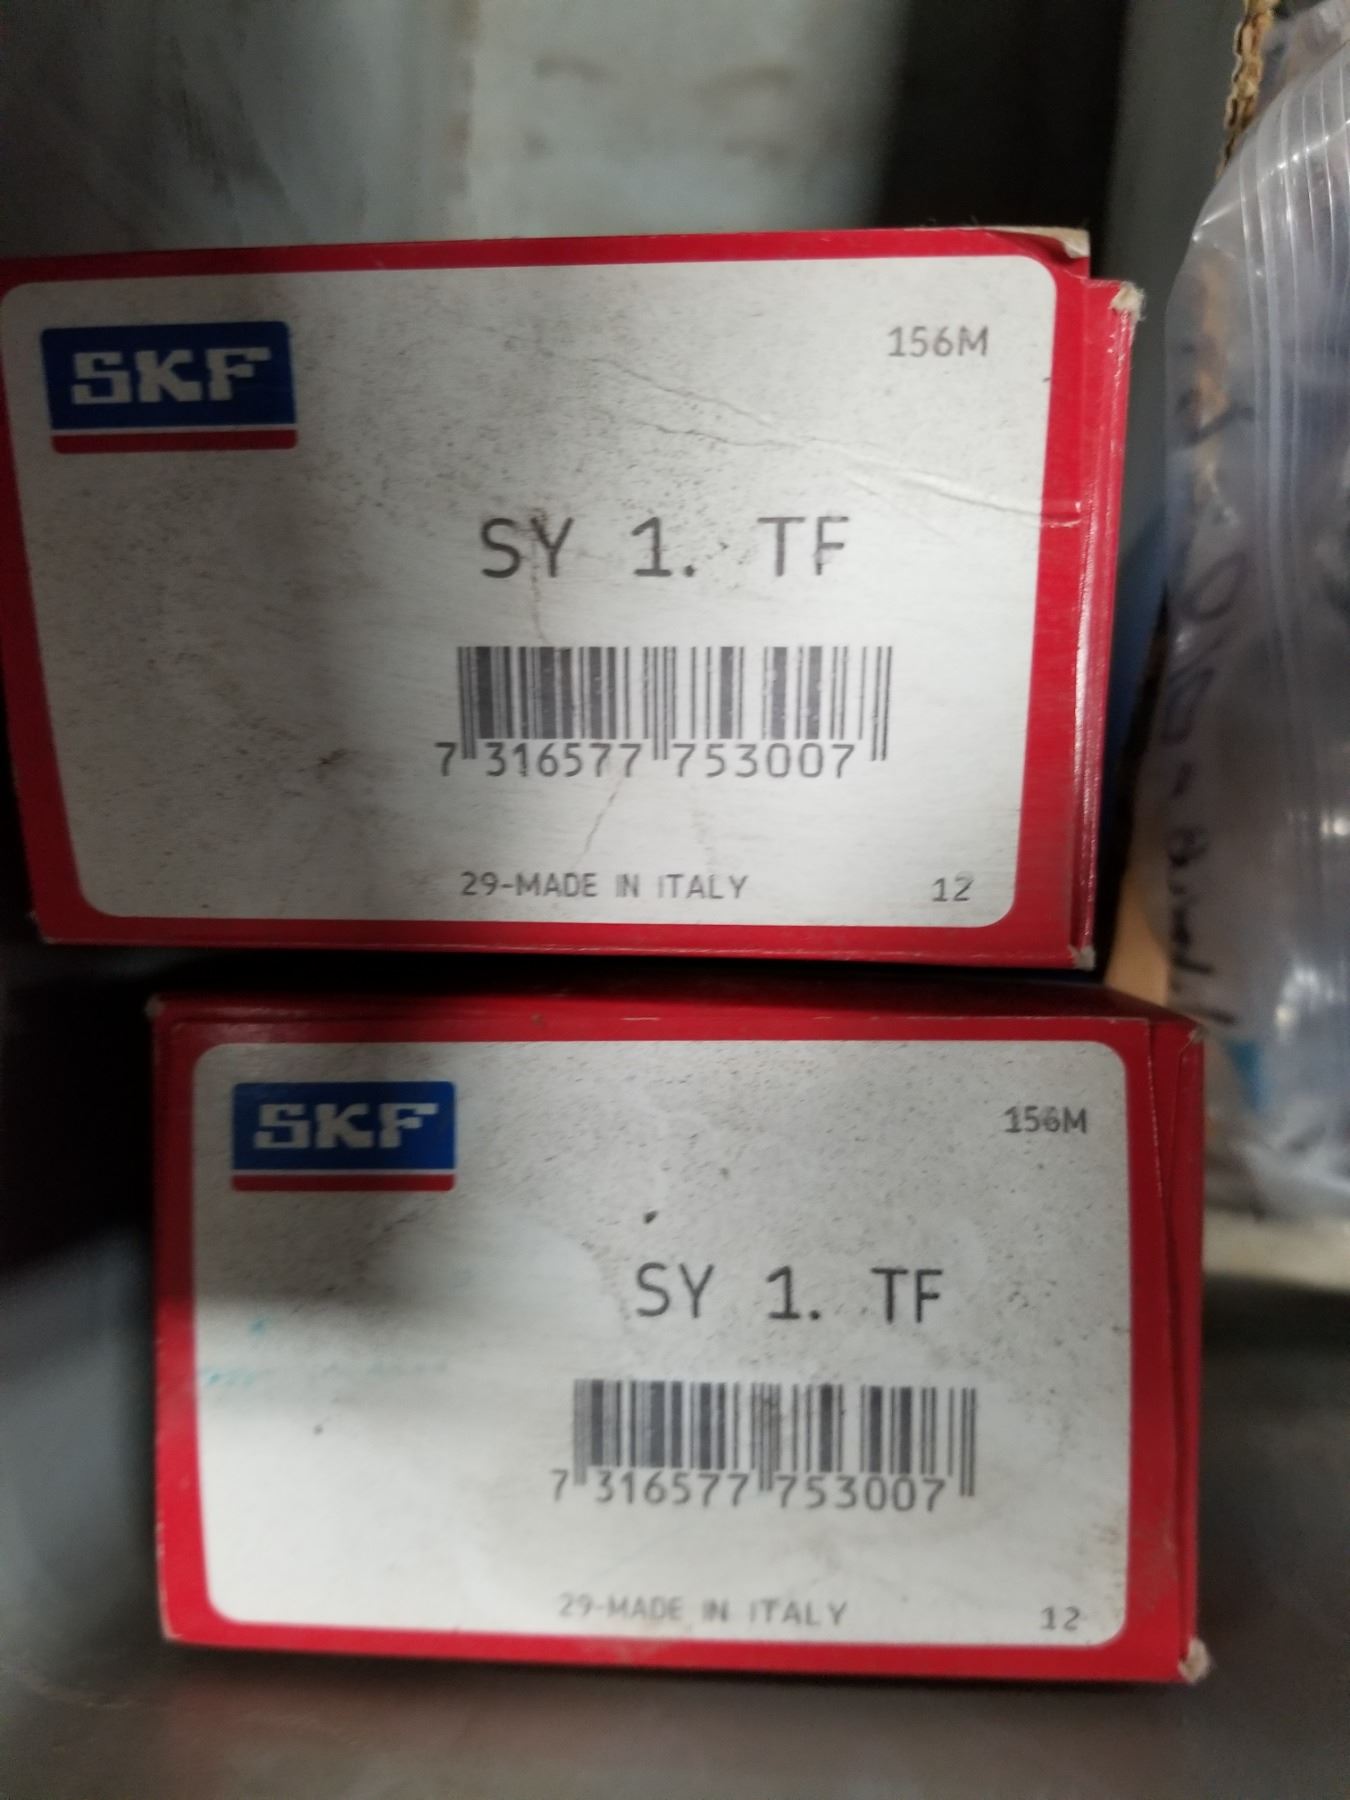 SKF
156M
SY 1. TF
7 316577 753007
29-MADE IN ITALY
12
SKF
156M
SY 1. TF
7 316577 753007
29-MADE IN ITALY
12